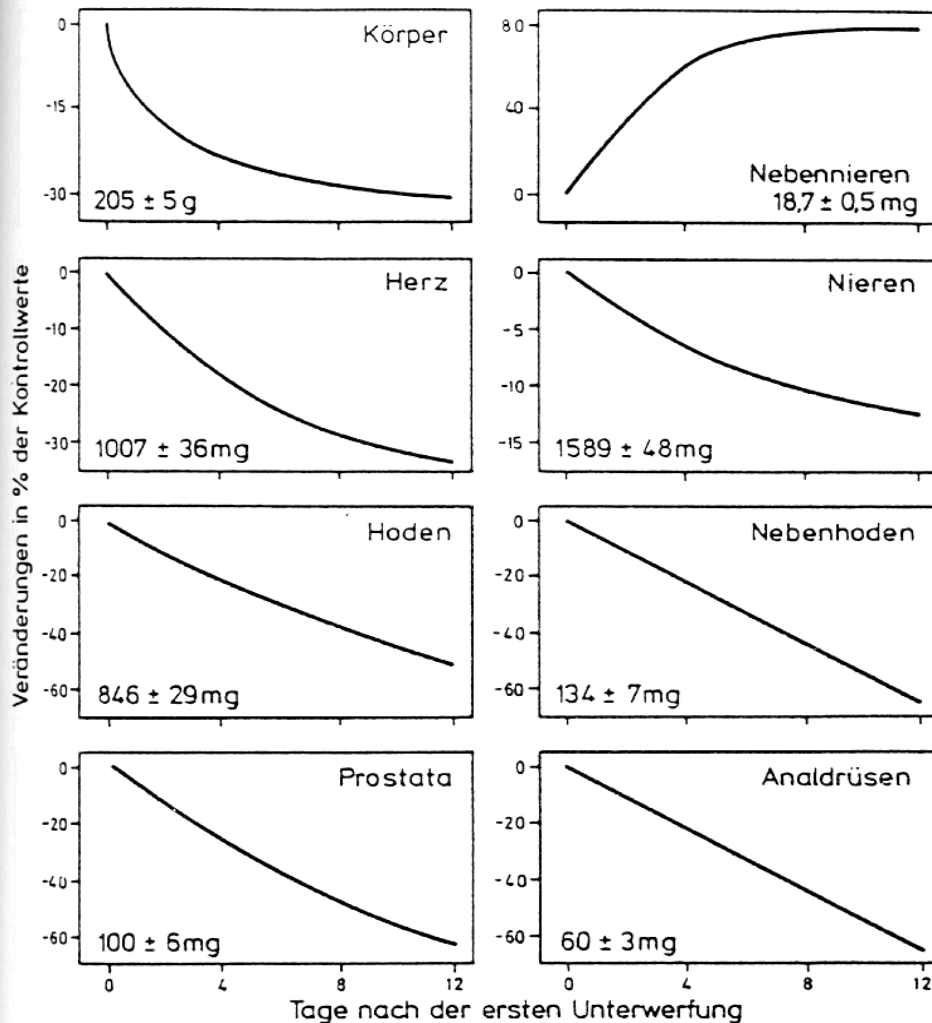 Veränderungen in % der Kontrollwerte
Körper
0
-15
-30
205 ± 5g
80
40
0
Nebennieren
18,7 ± 0,5 mg
Herz
0
-10
-20
-30
1007 ± 36mg
Nieren
0
-5
-10
-15
1589 ± 48mg
Hoden
0
-20
-40
-60
846 ± 29mg
Nebenhoden
0
-20
-40
-60
134 ± 7mg
Prostata
0
-20
-40
-60
100 ± 6mg
0 4 8 12
Analdrüsen
0
-20
-40
-60
60 ± 3mg
0 4 8 12
Tage nach der ersten Unterwerfung